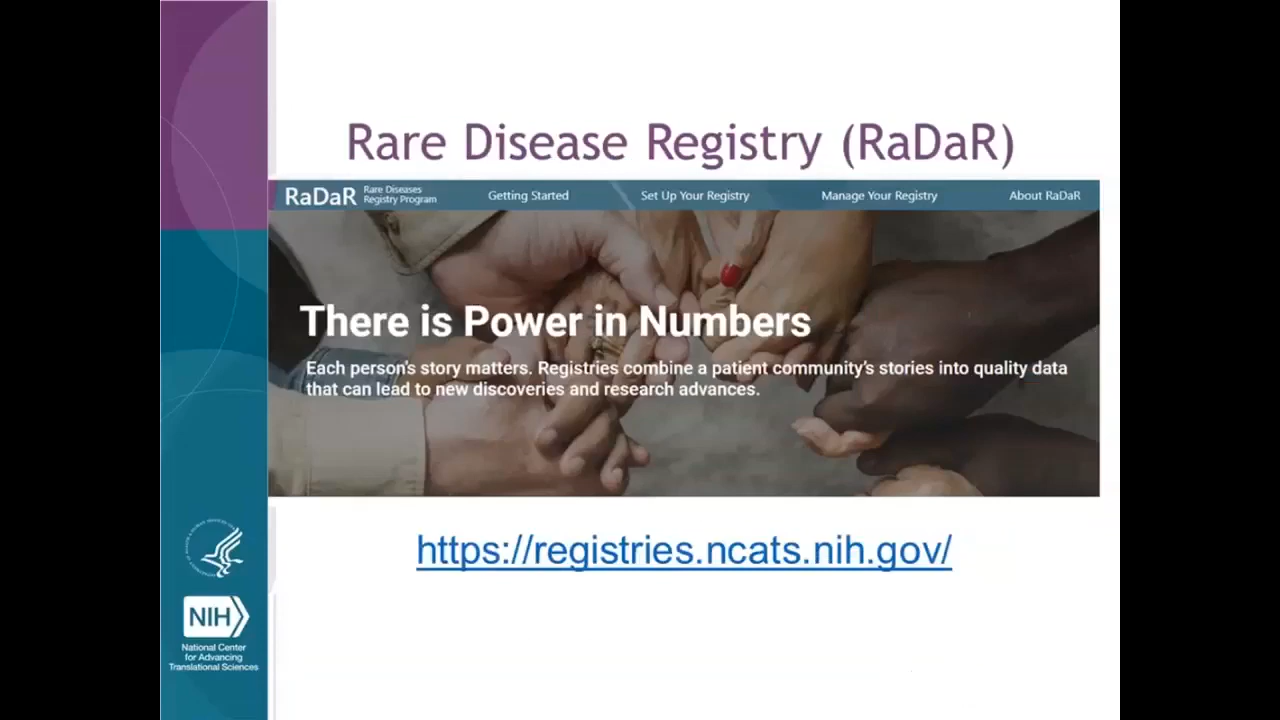 Rare Disease Registry (RaDaR)
RaDaR
Rare Diseases
Registry Program
Getting Started
Set Up Your Registry
Manage Your Registry
About RaDaR
There is Power in Numbers
Each person's story matters. Registries combine a patient community's stories into quality data
that can lead to new discoveries and research advances.
https://registries.ncats.nih.gov/
NIH
National Center
for Advancing
Translational Sciences